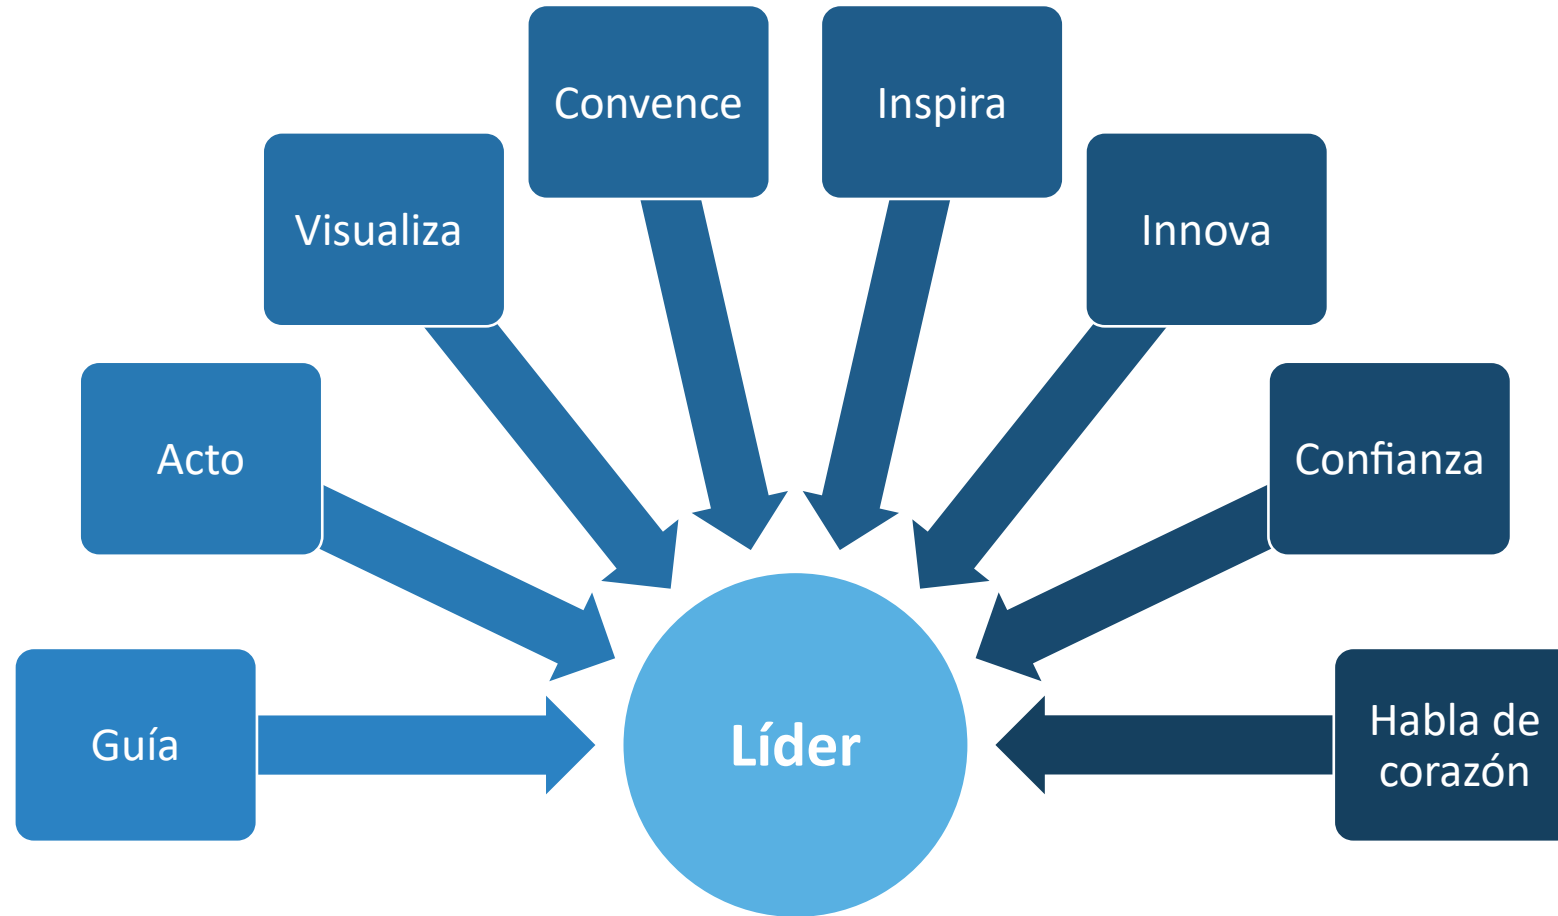 Convence
Inspira
Visualiza
Innova
Acto
Confianza
Guía
Líder
Habla de
corazón